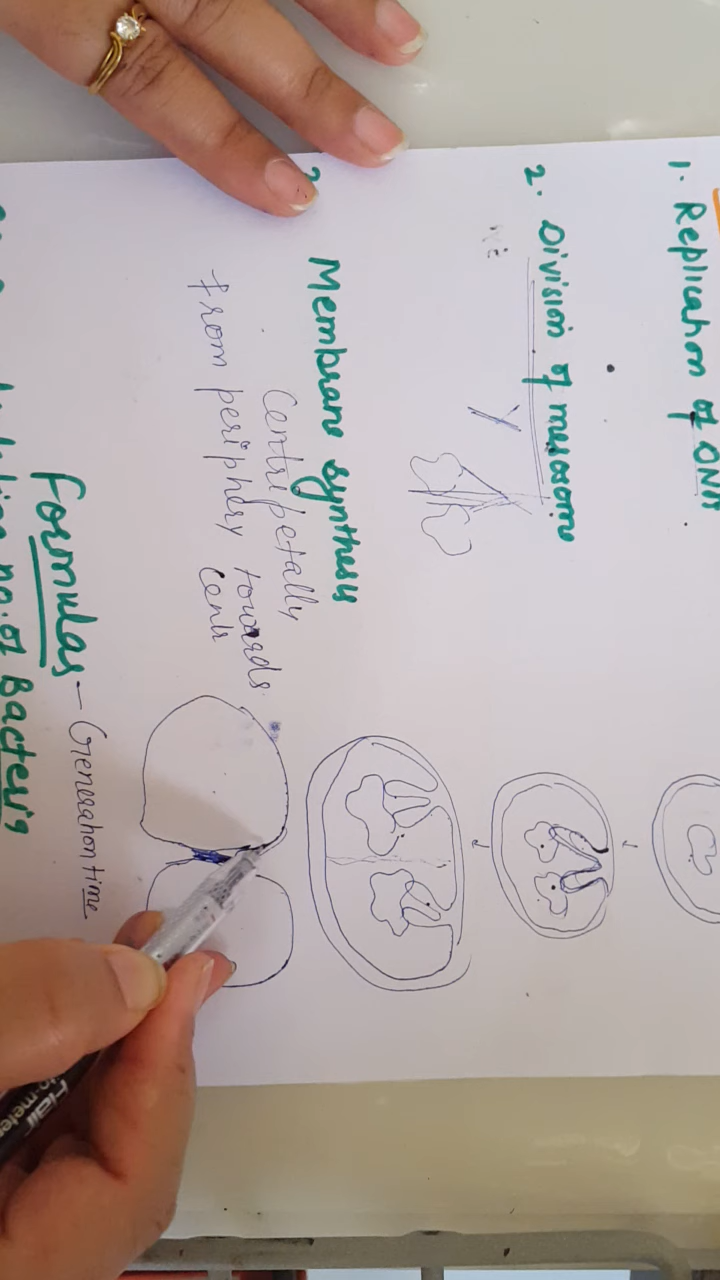 1. Replication of DNA
2. Division of mesosome
Membrane synthesis
Centripetally
from periphery towards
Formulas - Generation time
no. of Bacteria
Flair